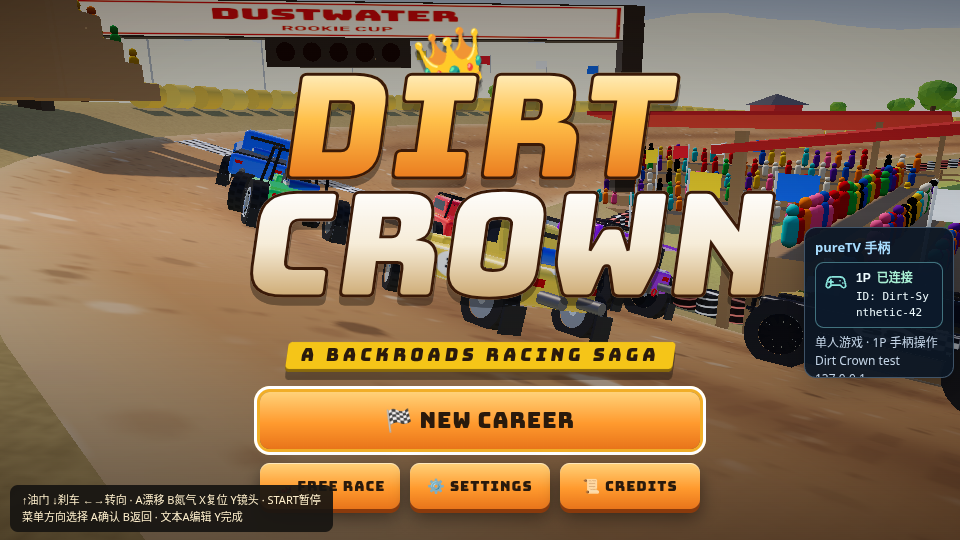 DUSTWATER
ROOKIE CUP
DIRT
CROWN
A BACKROADS RACING SAGA
pureTV 手柄
1P 已连接
ID: Dirt-Sy
nthetic-42
单人游戏 · 1P 手柄操作
Dirt Crown test
127.0.0.1
NEW CAREER
FREE RACE
SETTINGS
CREDITS
↑油门 ↓刹车 ←→转向 · A漂移 B氮气 X复位 Y镜头 · START暂停
菜单方向选择 A确认 B返回 · 文本A编辑 Y完成